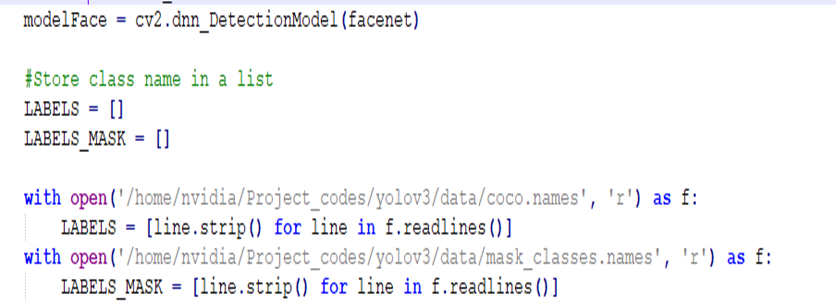 modelFace = cv2.dnn_DetectionModel(facenet)
#Store class name in a list
LABELS = []
LABELS_MASK = []
with open('/home/nvidia/Project_codes/yolov3/data/coco.names', 'r') as f:
LABELS = [line.strip() for line in f.readlines()]
with open('/home/nvidia/Project_codes/yolov3/data/mask_classes.names', 'r') as f:
LABELS_MASK = [line.strip() for line in f.readlines()]